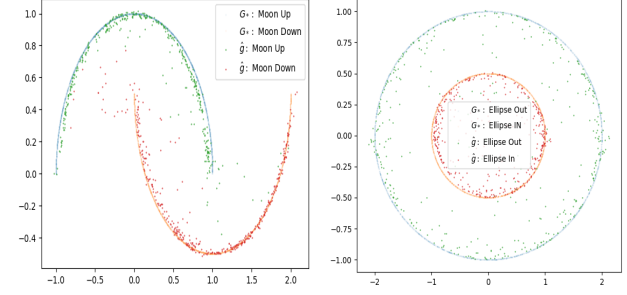 1.0
0.8
0.6
0.4
0.2
0.0
−0.2
−0.4
−1.0 −0.5 0.0 0.5 1.0 1.5 2.0
G*: Moon Up
G*: Moon Down
ĝ: Moon Up
ĝ: Moon Down
1.00
0.75
0.50
0.25
0.00
−0.25
−0.50
−0.75
−1.00
−2 −1 0 1 2
G*: Ellipse Out
G*: Ellipse IN
ĝ: Ellipse Out
ĝ: Ellipse In